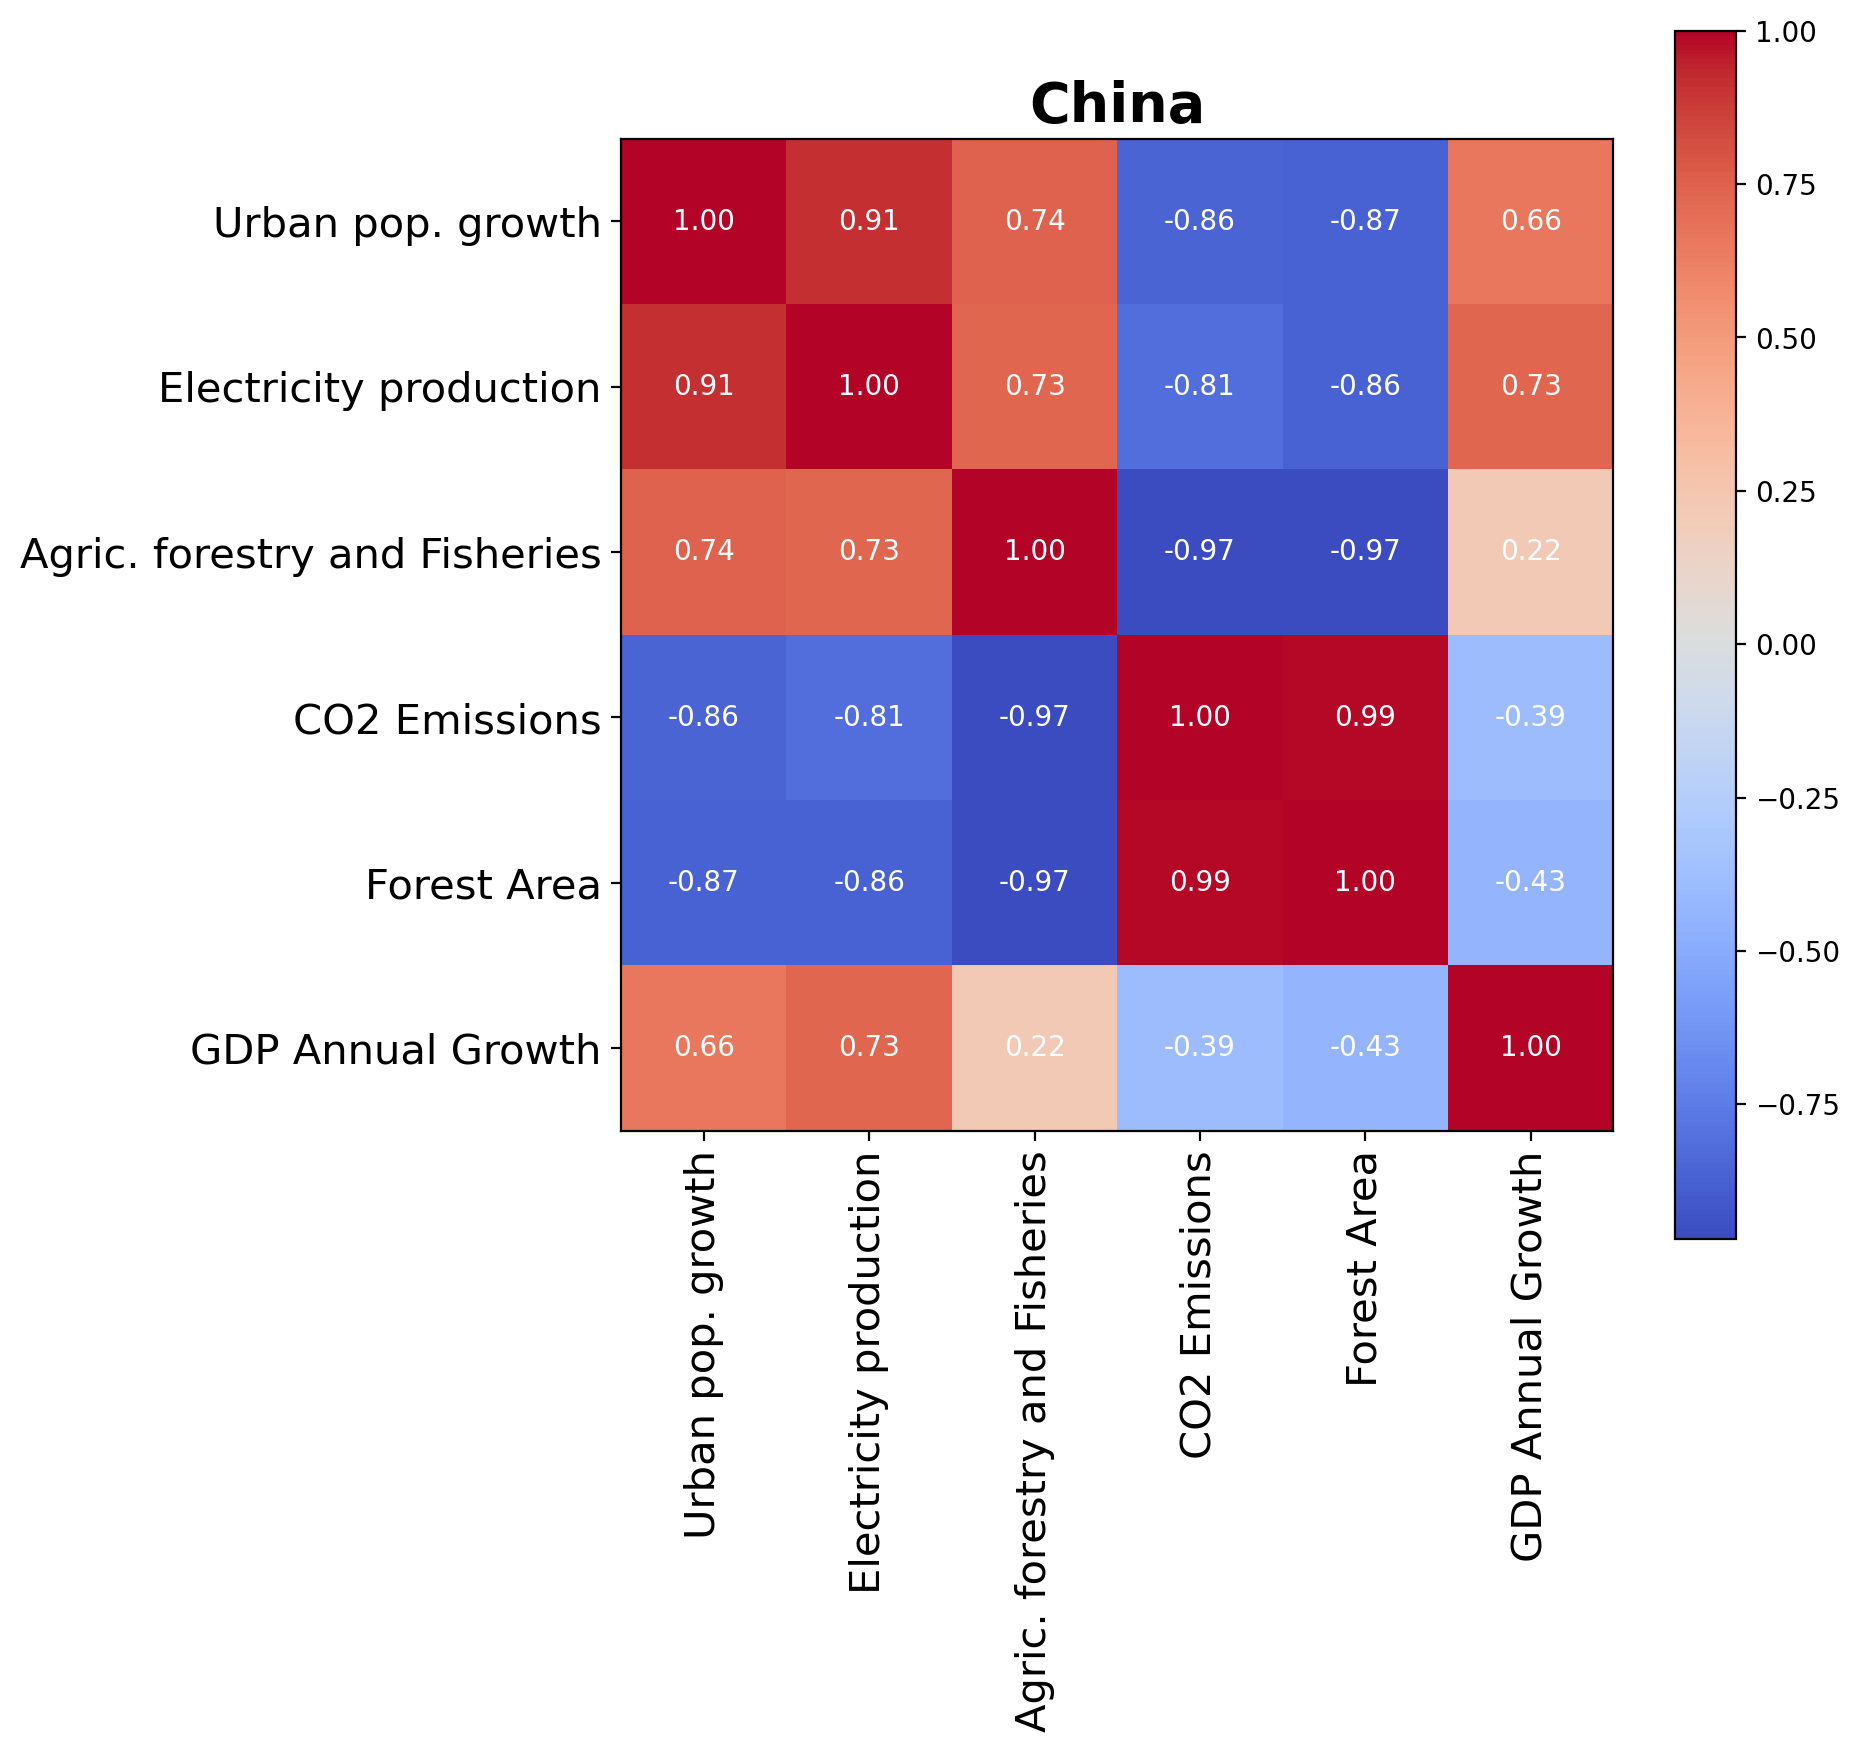 China
Urban pop. growth 1.00 0.91 0.74 -0.86 -0.87 0.66
Electricity production 0.91 1.00 0.73 -0.81 -0.86 0.73
Agric. forestry and Fisheries 0.74 0.73 1.00 -0.97 -0.97 0.22
CO2 Emissions -0.86 -0.81 -0.97 1.00 0.99 -0.39
Forest Area -0.87 -0.86 -0.97 0.99 1.00 -0.43
GDP Annual Growth 0.66 0.73 0.22 -0.39 -0.43 1.00
Urban pop. growth
Electricity production
Agric. forestry and Fisheries
CO2 Emissions
Forest Area
GDP Annual Growth
1.00
0.75
0.50
0.25
0.00
−0.25
−0.50
−0.75